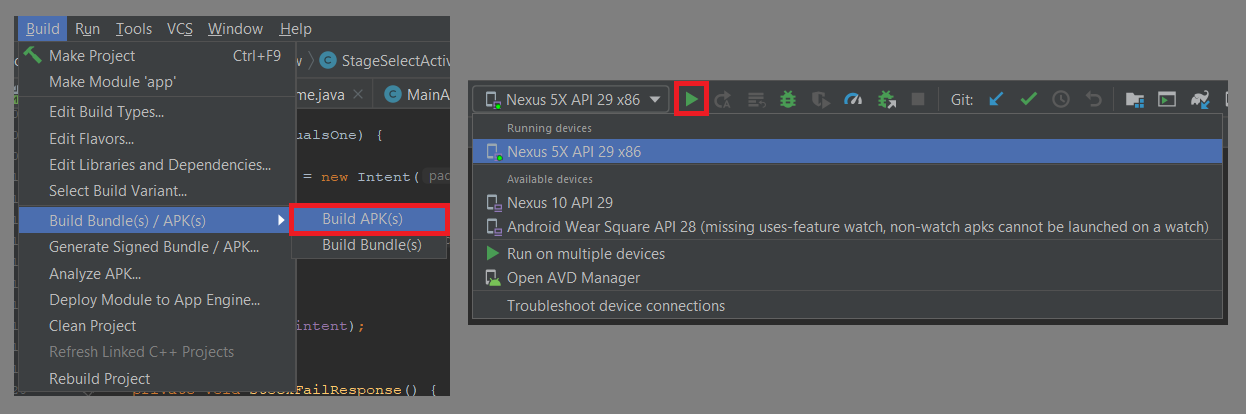 Build Run Tools VCS Window Help
Make Project Ctrl+F9
StageSelectActiv
Make Module 'app'
me.java
MainA
Edit Build Types...
Edit Flavors...
ualsOne) {
Edit Libraries and Dependencies...
= new Intent( pac
Select Build Variant...
Build Bundle(s) / APK(s)
Build APK(s)
Generate Signed Bundle / APK...
Build Bundle(s)
Analyze APK...
Deploy Module to App Engine...
Clean Project
intent);
Refresh Linked C++ Projects
Rebuild Project
Nexus 5X API 29 x86
Git:
Running devices
Nexus 5X API 29 x86
Available devices
Nexus 10 API 29
Android Wear Square API 28 (missing uses-feature watch, non-watch apks cannot be launched on a watch)
Run on multiple devices
Open AVD Manager
Troubleshoot device connections